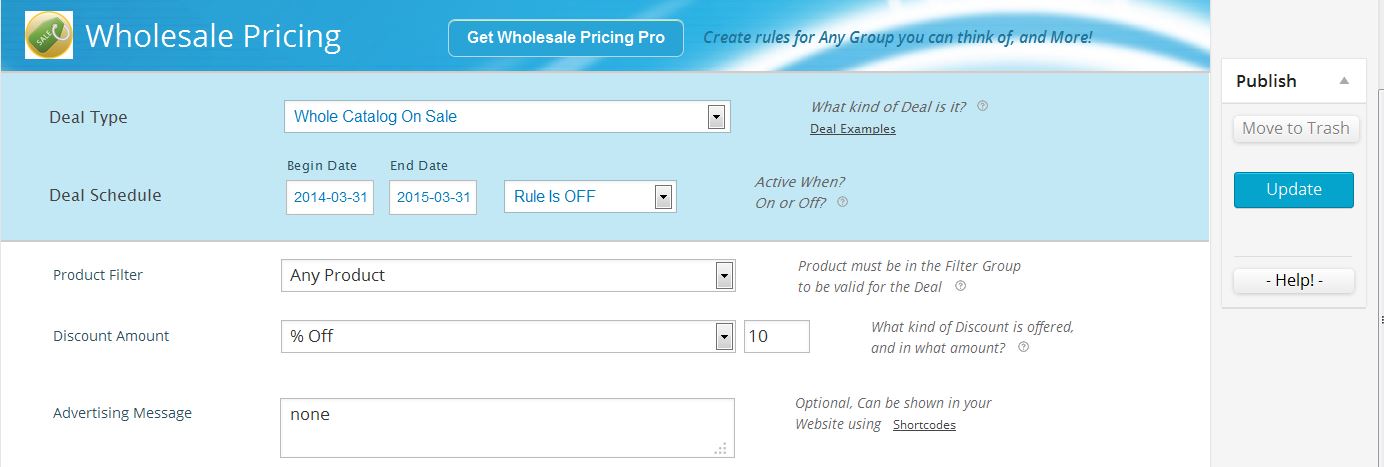 SALE
Wholesale Pricing
Get Wholesale Pricing Pro
Create rules for Any Group you can think of, and More!
Publish
Move to Trash
Update
- Help! -
Deal Type
Whole Catalog On Sale
What kind of Deal is it?
Deal Examples
Begin Date
End Date
Deal Schedule
2014-03-31
2015-03-31
Rule Is OFF
Active When?
On or Off?
Product Filter
Any Product
Product must be in the Filter Group
to be valid for the Deal
Discount Amount
% Off
10
What kind of Discount is offered,
and in what amount?
Advertising Message
none
Optional, Can be shown in your
Website using Shortcodes